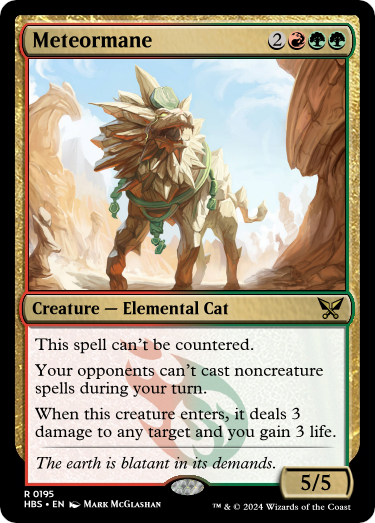 Meteormane 2
Creature — Elemental Cat
This spell can't be countered.
Your opponents can't cast noncreature
spells during your turn.
When this creature enters, it deals 3
damage to any target and you gain 3 life.
The earth is blatant in its demands.
5/5
R 0195
HBS • EN Mark McGlashan
™ & © 2024 Wizards of the Coast